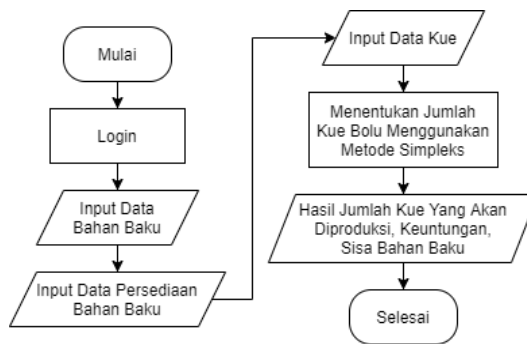 Mulai
Login
Input Data
Bahan Baku
Input Data Persediaan
Bahan Baku
Input Data Kue
Menentukan Jumlah
Kue Bolu Menggunakan
Metode Simpleks
Hasil Jumlah Kue Yang Akan
Diproduksi, Keuntungan,
Sisa Bahan Baku
Selesai